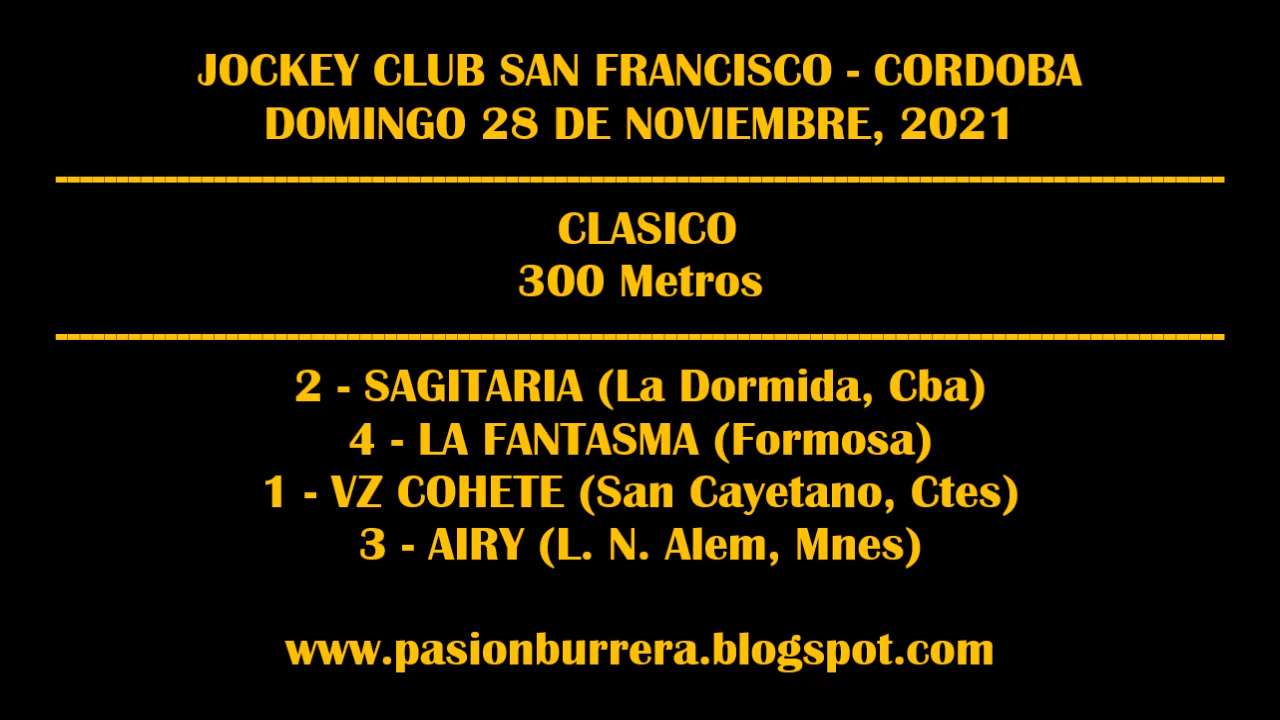 JOCKEY CLUB SAN FRANCISCO - CORDOBA
DOMINGO 28 DE NOVIEMBRE, 2021
CLASICO
300 Metros
2 - SAGITARIA (La Dormida, Cba)
4 - LA FANTASMA (Formosa)
1 - VZ COHETE (San Cayetano, Ctes)
3 - AIRY (L. N. Alem, Mnes)
www.pasionburrera.blogspot.com